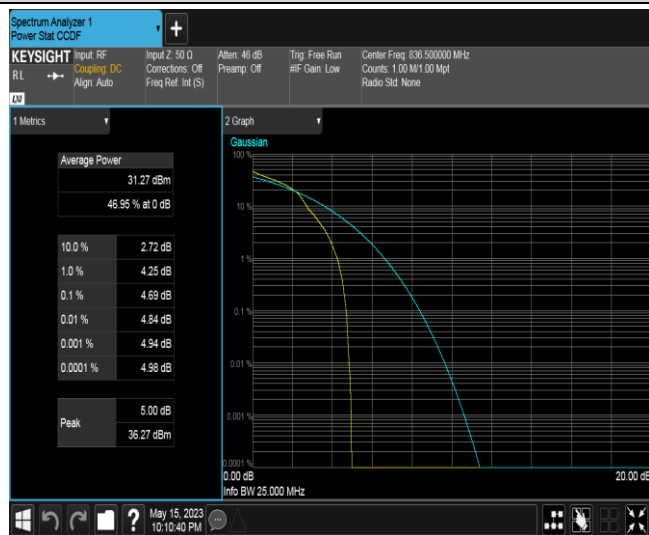 Spectrum Analyzer 1
Power Stat CCDF
+
KEYSIGHT
RL
LXI
Input: RF
Coupling: DC
Align: Auto
Input Z: 50 Ω
Corrections: Off
Freq Ref: Int (S)
Atten: 46 dB
Preamp: Off
Trig: Free Run
#IF Gain: Low
Center Freq: 836.500000 MHz
Counts: 1.00 M/1.00 Mpt
Radio Std: None
1 Metrics
Average Power
31.27 dBm
46.95 % at 0 dB
10.0 % 2.72 dB
1.0 % 4.25 dB
0.1 % 4.69 dB
0.01 % 4.84 dB
0.001 % 4.94 dB
0.0001 % 4.98 dB
Peak
5.00 dB
36.27 dBm
2 Graph
Gaussian
100 %
10 %
1 %
0.1 %
0.01 %
0.001 %
0.0001 %
0.00 dB
20.00 dB
Info BW 25.000 MHz
?
May 15, 2023
10:10:40 PM